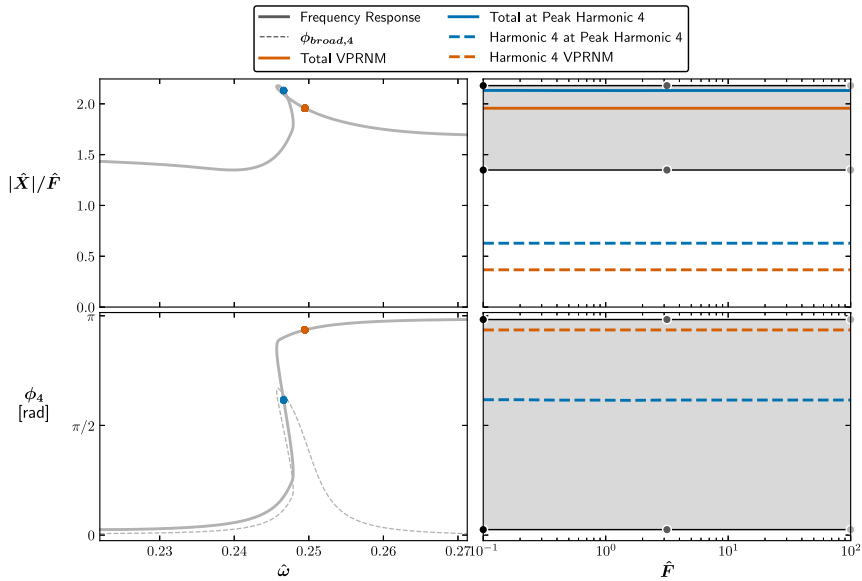 Frequency Response
ϕ_{broad,4}
Total VPRNM
Total at Peak Harmonic 4
Harmonic 4 at Peak Harmonic 4
Harmonic 4 VPRNM
|X̂|/F̂
2.0
1.5
1.0
0.5
0.0
ϕ₄
[rad]
π
π/2
0
0.23 0.24 0.25 0.26 0.27
ω̂
10⁻¹ 10⁰ 10¹ 10²
F̂